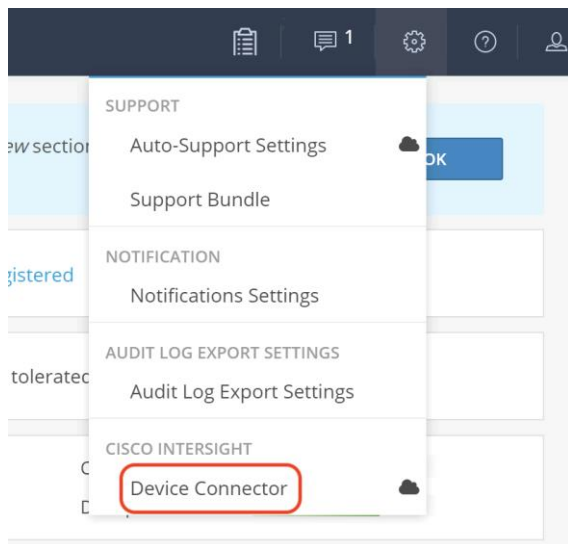 1
SUPPORT
ew section
Auto-Support Settings
OK
Support Bundle
NOTIFICATION
gistered
Notifications Settings
AUDIT LOG EXPORT SETTINGS
tolerated
Audit Log Export Settings
CISCO INTERSIGHT
C
Device Connector
D